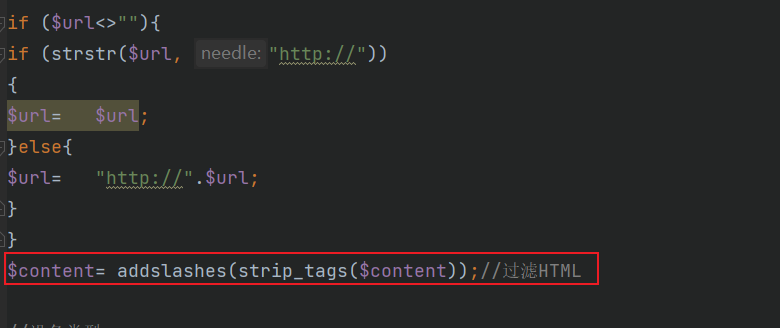 if ($url<>""){
if (strstr($url, needle: "http://"))
{
$url= $url;
}else{
$url= "http://".$url;
}
}
$content= addslashes(strip_tags($content));//过滤HTML